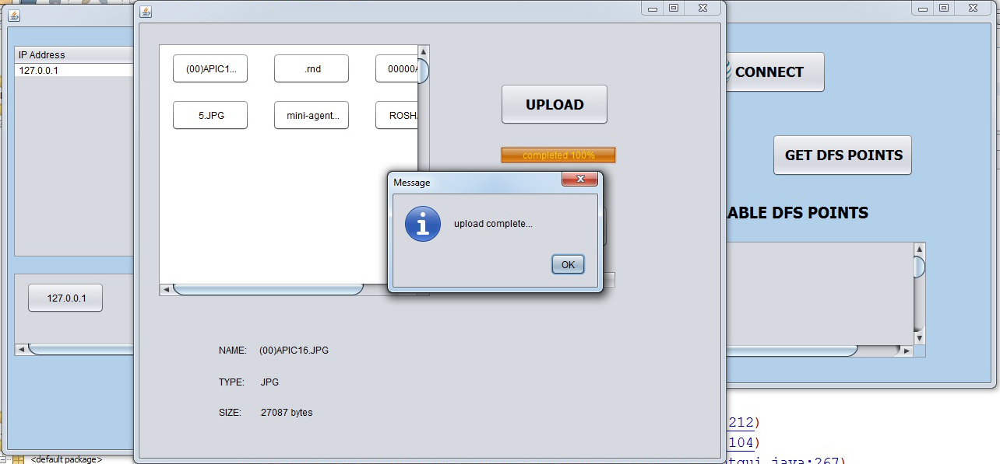 IP Address
127.0.0.1
127.0.0.1
(00)APIC1...
.rnd
00000
5.JPG
mini-agent...
ROSH
UPLOAD
completed 100%
Message
upload complete...
OK
NAME: (00)APIC16.JPG
TYPE: JPG
SIZE: 27087 bytes
CONNECT
GET DFS POINTS
ABLE DFS POINTS
212)
104)
tgui.java:267)
<default package>